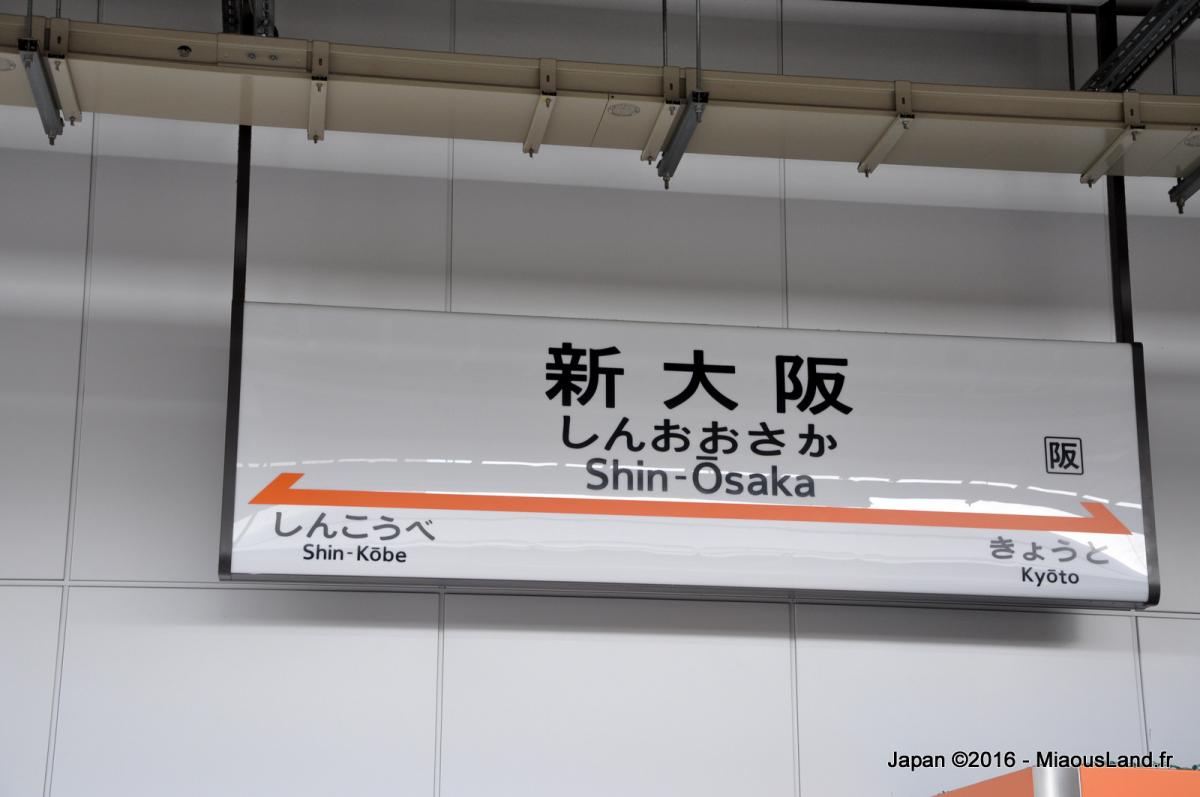 新大阪
しんおおさか
Shin-Ōsaka
阪
しんこうべ
Shin-Kōbe
きょうと
Kyōto
Japan ©2016 - MiaousLand.fr